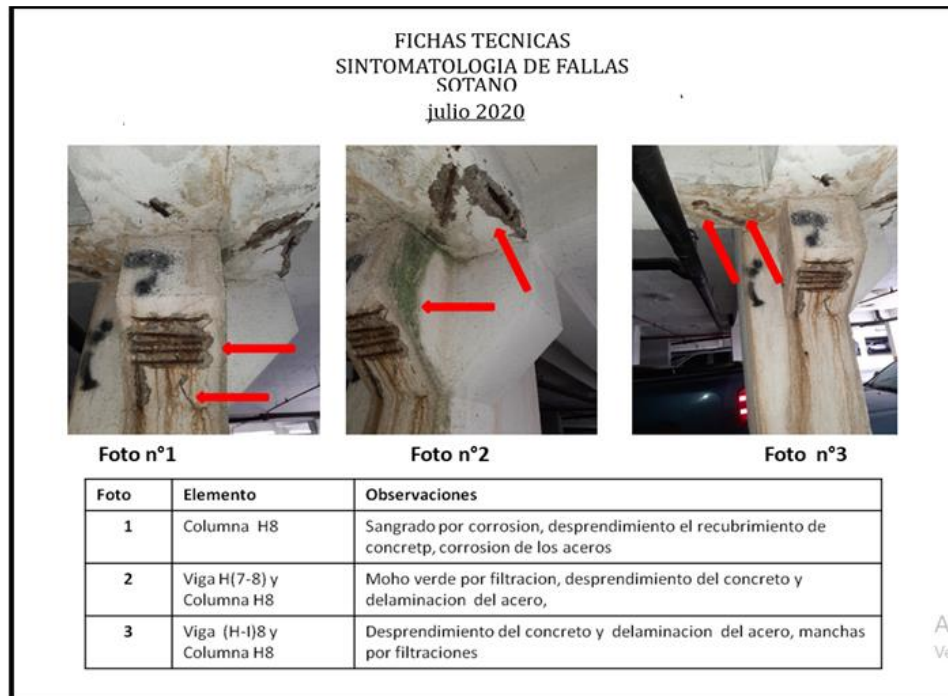 FICHAS TECNICAS
SINTOMATOLOGIA DE FALLAS
SOTANO
julio 2020
Foto n°1
Foto n°2
Foto n°3
Foto Elemento Observaciones
1 Columna H8 Sangrado por corrosion, desprendimiento el recubrimiento de
concretp, corrosion de los aceros
2 Viga H(7-8) y
Columna H8
Moho verde por filtracion, desprendimiento del concreto y
delaminacion del acero,
3 Viga (H-I)8 y
Columna H8
Desprendimiento del concreto y delaminacion del acero, manchas
por filtraciones